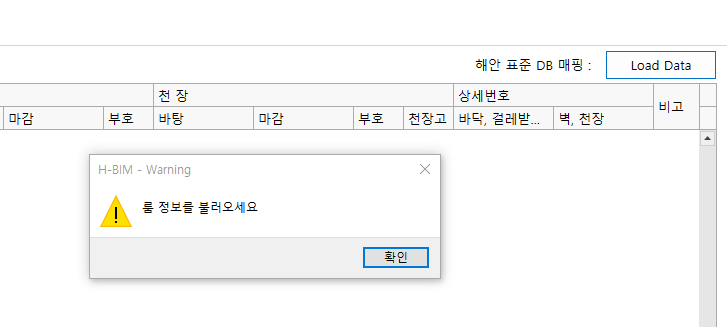 해안 표준 DB 매핑 : Load Data
천 장 상세번호 비고
마감 부호 바탕 마감 부호 천장고 바닥, 걸레받... 벽, 천장
H-BIM - Warning
룸 정보를 불러오세요
확인